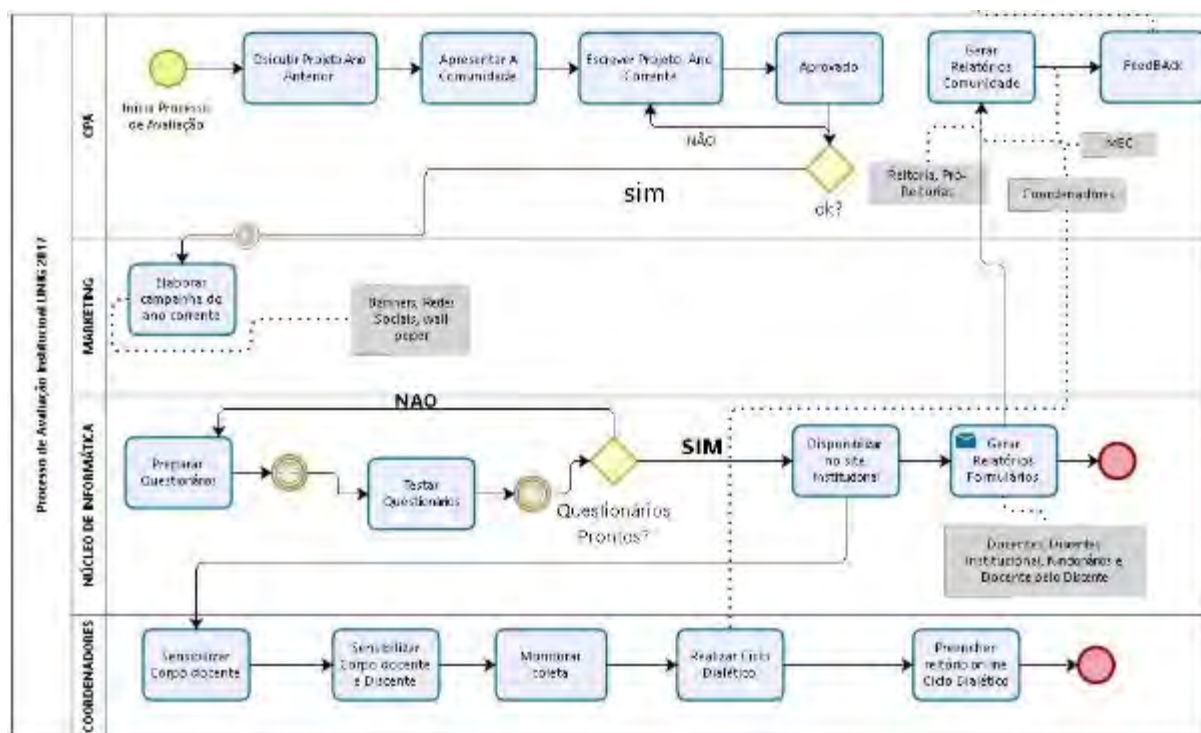 Processo de Avaliação Institucional UNIG 2017
CPA
Início Processo
de Avaliação
Discutir Projeto Ano
Anterior
Apresentar A
Comunidade
Escrever Projeto Ano
Corrente
Aprovado
NÃO
sim
ok?
Gerar
Relatórios
Comunidade
FeedBAck
MEC
Reitoria, Pró-
Reitorias
Coordenadores
MARKETING
Elaborar
campanha do
ano corrente
Banners, Redes
Sociais, wall
paper
NÚCLEO DE INFORMÁTICA
NAO
Preparar
Questionários
Testar
Questionários
Questionários
Prontos?
SIM
Disponibilizar
no site
Institucional
Gerar
Relatórios
Formulários
Docentes, Discentes
Institucional, Funcionários e
Docente pelo Discente
COORDENADORES
Sensibilizar
Corpo docente
Sensibilizar
Corpo docente
e Discente
Monitorar
coleta
Realizar Ciclo
Dialético
Preencher
relatório online
Ciclo Dialético